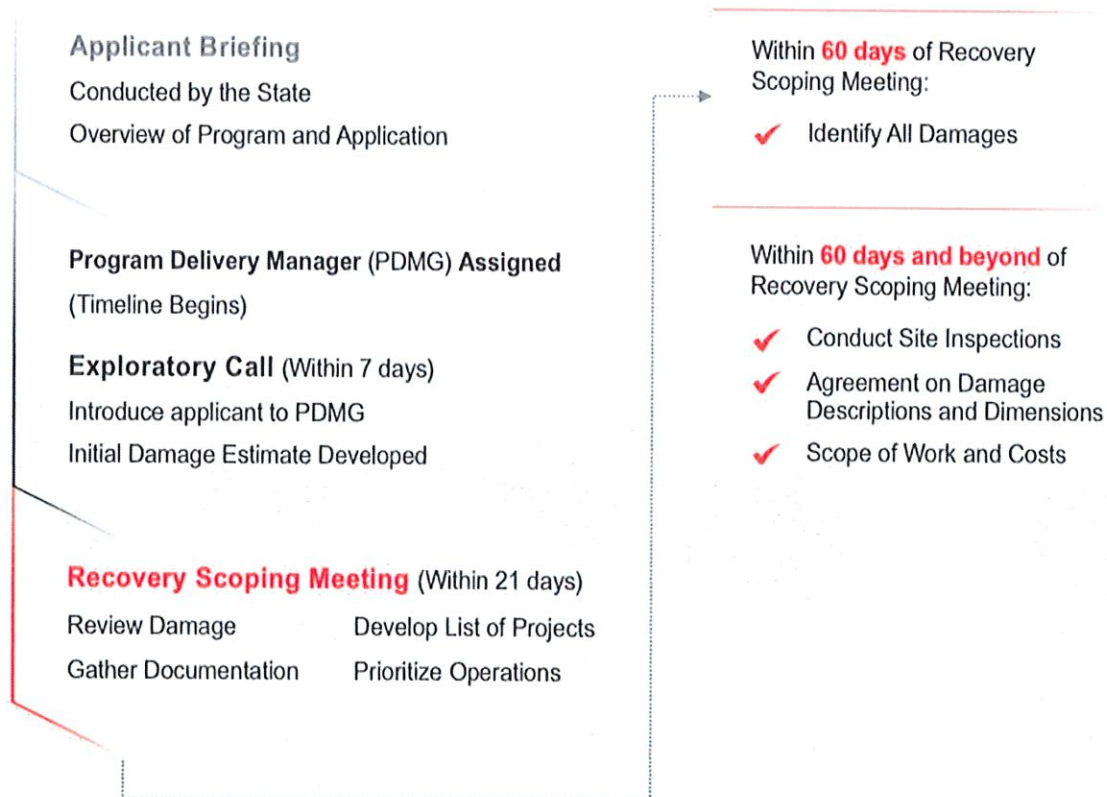 Applicant Briefing
Conducted by the State
Overview of Program and Application
Program Delivery Manager (PDMG) Assigned
(Timeline Begins)
Exploratory Call (Within 7 days)
Introduce applicant to PDMG
Initial Damage Estimate Developed
Recovery Scoping Meeting (Within 21 days)
Review Damage
Develop List of Projects
Gather Documentation
Prioritize Operations
Within 60 days of Recovery
Scoping Meeting:
Identify All Damages
Within 60 days and beyond of
Recovery Scoping Meeting:
Conduct Site Inspections
Agreement on Damage
Descriptions and Dimensions
Scope of Work and Costs